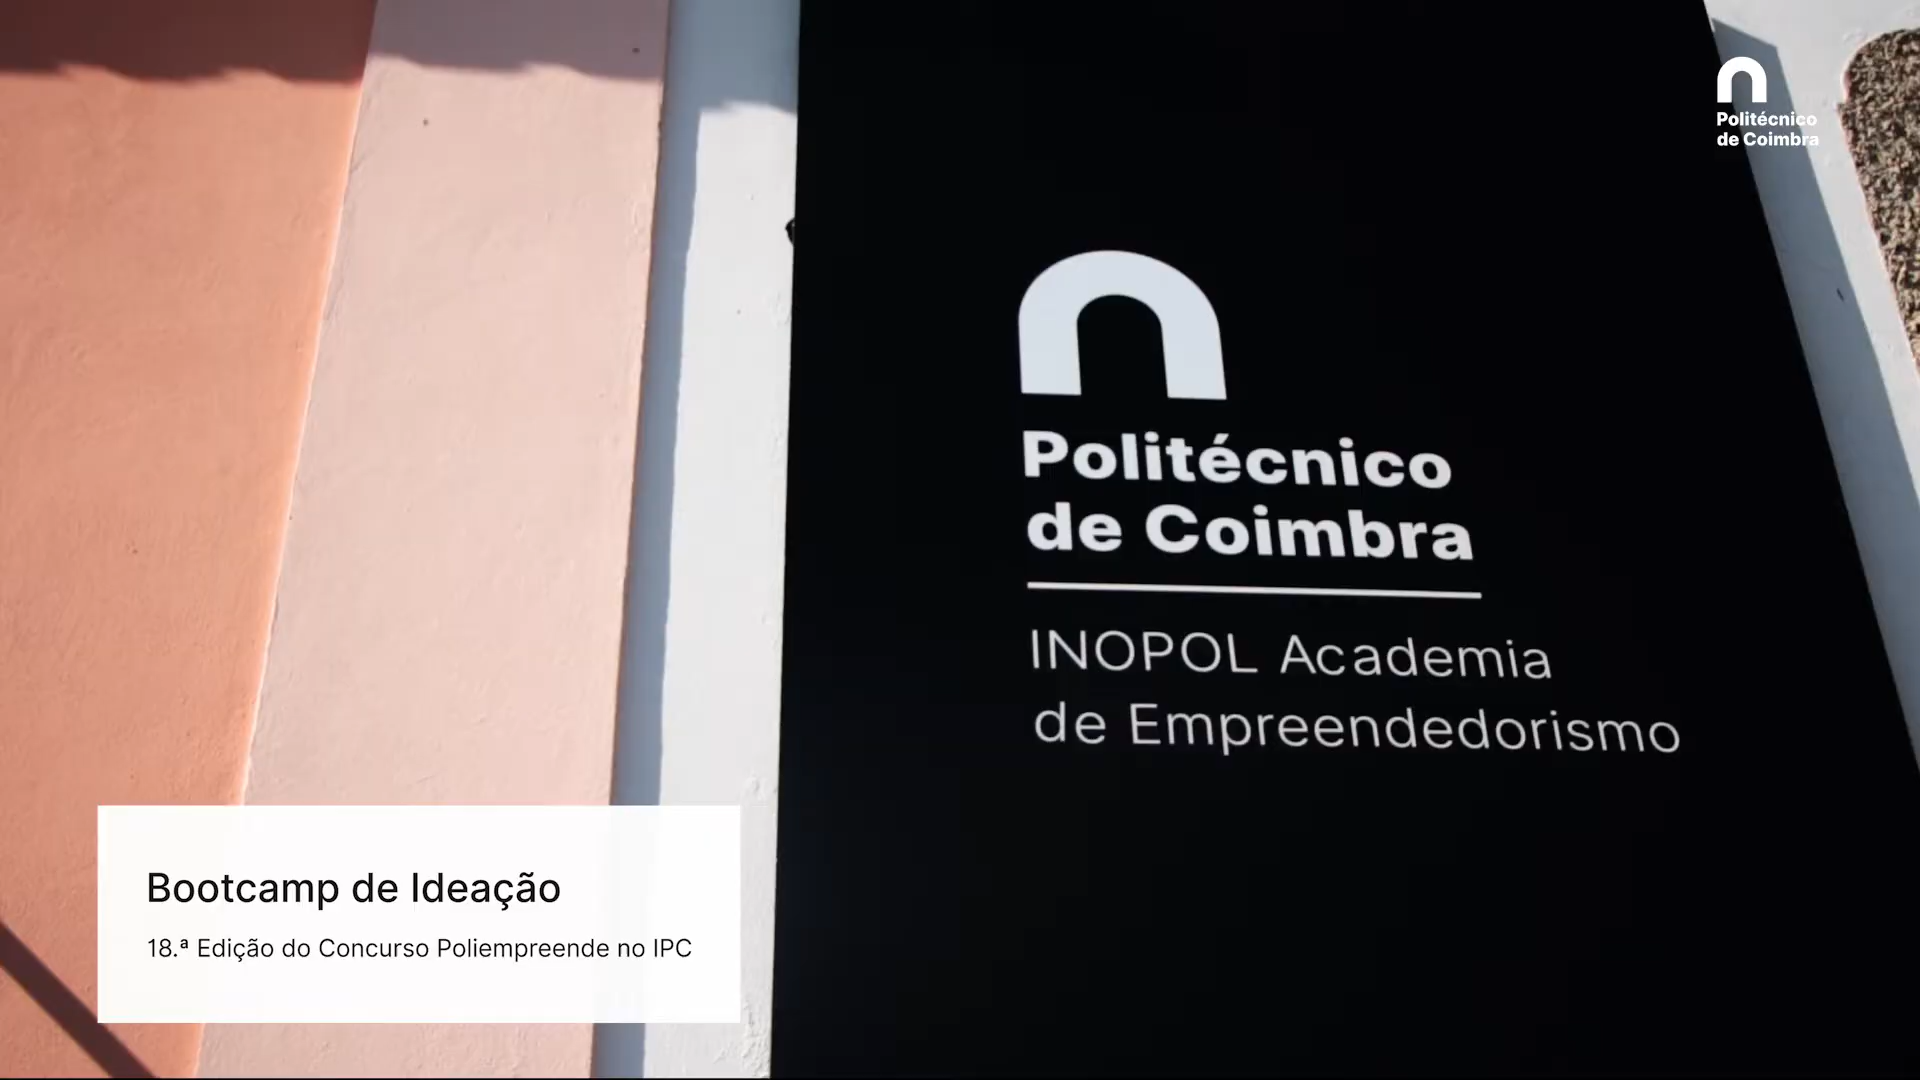 Politécnico
de Coimbra
Politécnico
de Coimbra
INOPOL Academia
de Empreendedorismo
Bootcamp de Ideação
18.ª Edição do Concurso Poliempreende no IPC